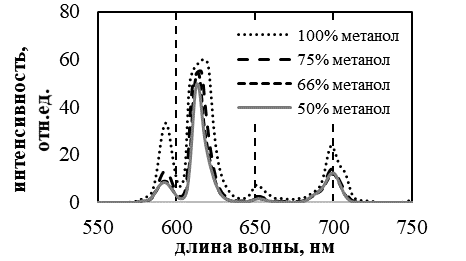 80
60
40
20
0
интенсивность,
отн.ед.
100% метанол
75% метанол
66% метанол
50% метанол
550 600 650 700 750
длина волны, нм